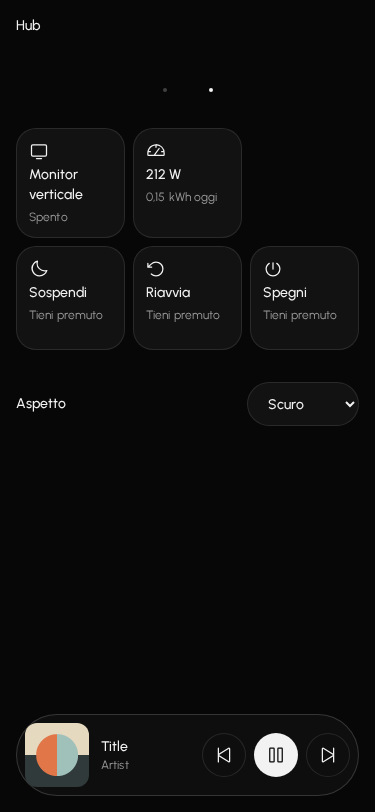 Hub
Monitor
verticale
Spento
212 W
0,15 kWh oggi
Sospendi
Tieni premuto
Riavvia
Tieni premuto
Spegni
Tieni premuto
Aspetto
Scuro
Title
Artist